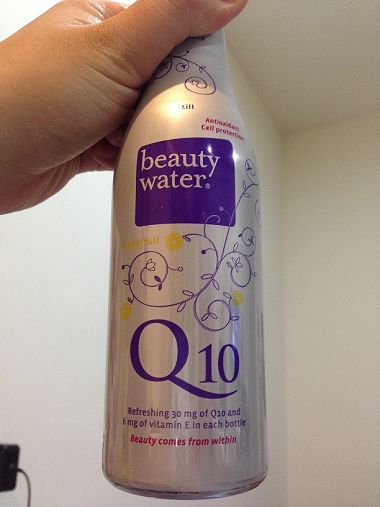 still
Antioxidant
Cell protection
beauty
water®
Grapefruit
Q10
Refreshing 30 mg of Q10 and
6 mg of vitamin E in each bottle
Beauty comes from within